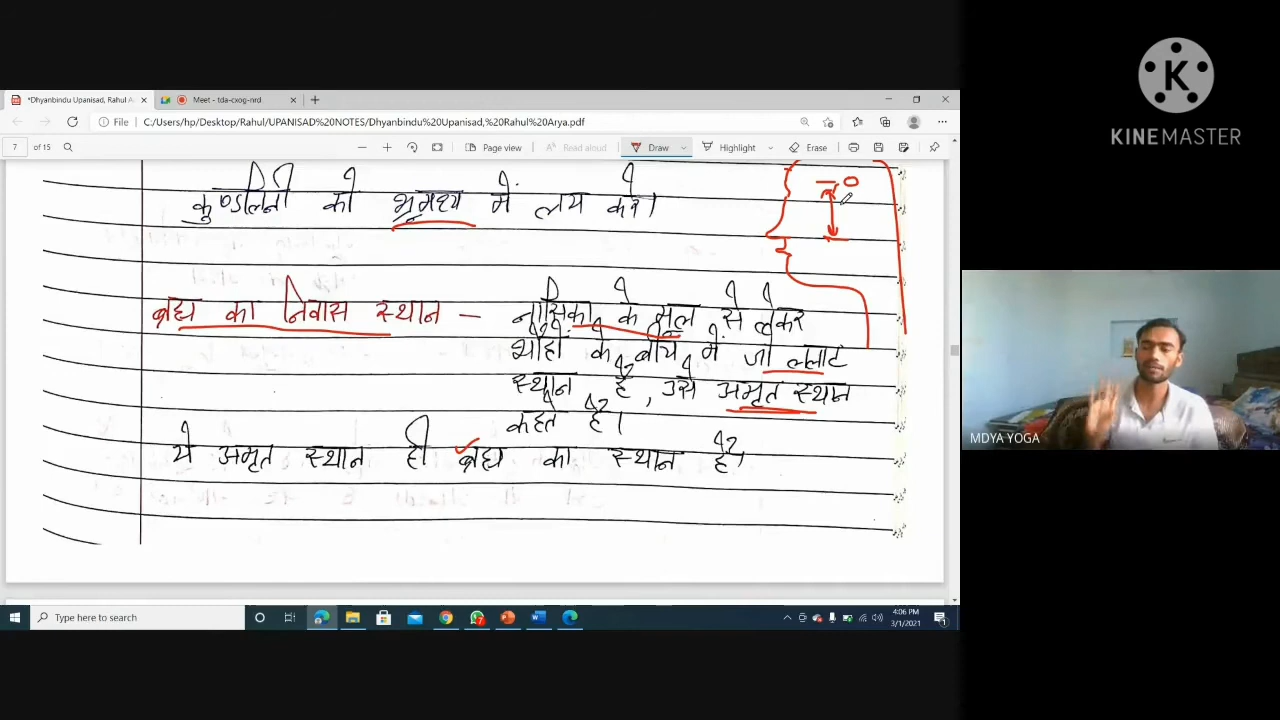 KINEMASTER
*Dhyanbindu Upanisad, Rahul A
Meet - tda-cxog-nrd
File
C:/Users/hp/Desktop/Rahul/UPANISAD%20NOTES/Dhyanbindu%20Upanisad,%20Rahul%20Arya.pdf
7 of 15
Page view
Read aloud
Draw
Highlight
Erase
कुण्डलिनी को भ्रूमध्य में लय करे।
ब्रह्म का निवास स्थान – नासिका के मूल से लेकर
भौहों के बीच में जो ललाट
स्थान है, उसे अमृत स्थान
कहते हैं।
ये अमृत स्थान ही ब्रह्म का स्थान है।
MDYA YOGA
Type here to search
4:06 PM
3/1/2021